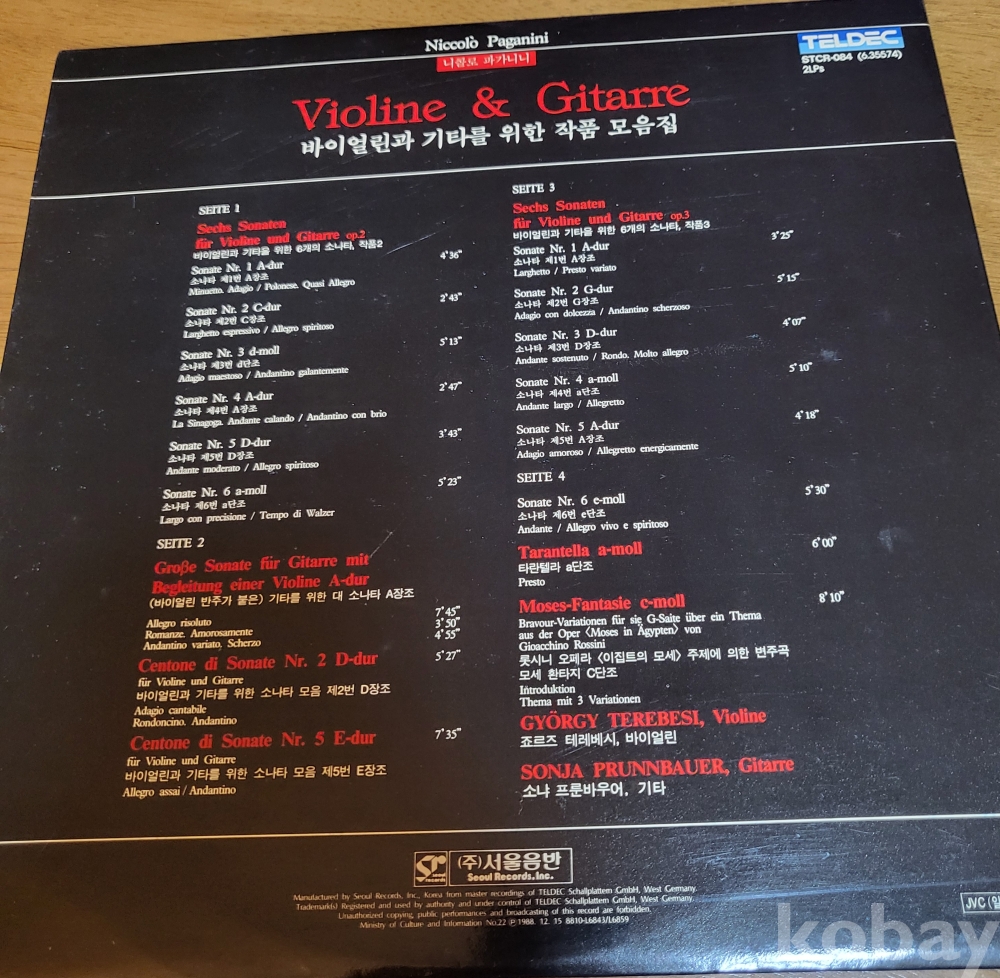 Niccolò Paganini
니콜로 파가니니
TELDEC
STCR-084 (6.35574)
2LPs
Violine & Gitarre
바이얼린과 기타를 위한 작품 모음집
SEITE 1
Sechs Sonaten
für Violine und Gitarre op.2
바이얼린과 기타을 위한 6개의 소나타, 작품2
Sonate Nr. 1 A-dur 4'36"
소나타 제1번 A장조
Minuetto. Adagio / Polonese. Quasi Allegro
Sonate Nr. 2 C-dur 2'43"
소나타 제2번 C장조
Larghetto espressivo / Allegro spiritoso
Sonate Nr. 3 d-moll 5'13"
소나타 제3번 d단조
Adagio maestoso / Andantino galantemente
Sonate Nr. 4 A-dur 2'47"
소나타 제4번 A장조
La Sinagoga. Andante calando / Andantino con brio
Sonate Nr. 5 D-dur 3'43"
소나타 제5번 D장조
Andante moderato / Allegro spiritoso
Sonate Nr. 6 a-moll 5'23"
소나타 제6번 a단조
Largo con precisione / Tempo di Walzer
SEITE 2
Große Sonate für Gitarre mit
Begleitung einer Violine A-dur
(바이얼린 반주가 붙은) 기타를 위한 대 소나타 A장조
Allegro risoluto 7'45"
Romanze. Amorosamente 3'50"
Andantino variato. Scherzo 4'55"
Centone di Sonate Nr. 2 D-dur 5'27"
für Violine und Gitarre
바이얼린과 기타를 위한 소나타 모음 제2번 D장조
Adagio cantabile
Rondoncino. Andantino
Centone di Sonate Nr. 5 E-dur 7'35"
für Violine und Gitarre
바이얼린과 기타를 위한 소나타 모음 제5번 E장조
Allegro assai / Andantino
SEITE 3
Sechs Sonaten
für Violine und Gitarre op.3
바이얼린과 기타을 위한 6개의 소나타, 작품3
Sonate Nr. 1 A-dur 3'25"
소나타 제1번 A장조
Larghetto / Presto variato
Sonate Nr. 2 G-dur 5'15"
소나타 제2번 G장조
Adagio con dolcezza / Andantino scherzoso
Sonate Nr. 3 D-dur 4'07"
소나타 제3번 D장조
Andante sostenuto / Rondo. Molto allegro
Sonate Nr. 4 a-moll 5'10"
소나타 제4번 a단조
Andante largo / Allegretto
Sonate Nr. 5 A-dur 4'18"
소나타 제5번 A장조
Adagio amoroso / Allegretto energicamente
SEITE 4
Sonate Nr. 6 e-moll 5'30"
소나타 제6번 e단조
Andante / Allegro vivo e spiritoso
Tarantella a-moll 6'00"
타란텔라 a단조
Presto
Moses-Fantasie c-moll 8'10"
Bravour-Variationen für sie G-Saite über ein Thema
aus der Oper 〈Moses in Ägypten〉 von
Gioacchino Rossini
롯시니 오페라 〈이집트의 모세〉 주제에 의한 변주곡
모세 환타지 C단조
Introduktion
Thema mit 3 Variationen
GYÖRGY TEREBESI, Violine
죠르즈 테레베시, 바이얼린
SONJA PRUNNBAUER, Gitarre
소냐 프룬바우어, 기타
seoul records
(주)서울음반
Seoul Records.Inc.
Manufactured by Seoul Records, Inc., Korea from master recordings of TELDEC Schallplattern GmbH, West Germany.
Trademark(s) Registered and used by authority and under control of TELDEC Schallplattern GmbH, West Germany.
Unauthorized copying, public performances and broadcasting of this record are forbidden.
Ministry of Culture and Information No.22 Ⓟ1988. 12. 15 8810-L6843/L6859
JVC (일
kobay